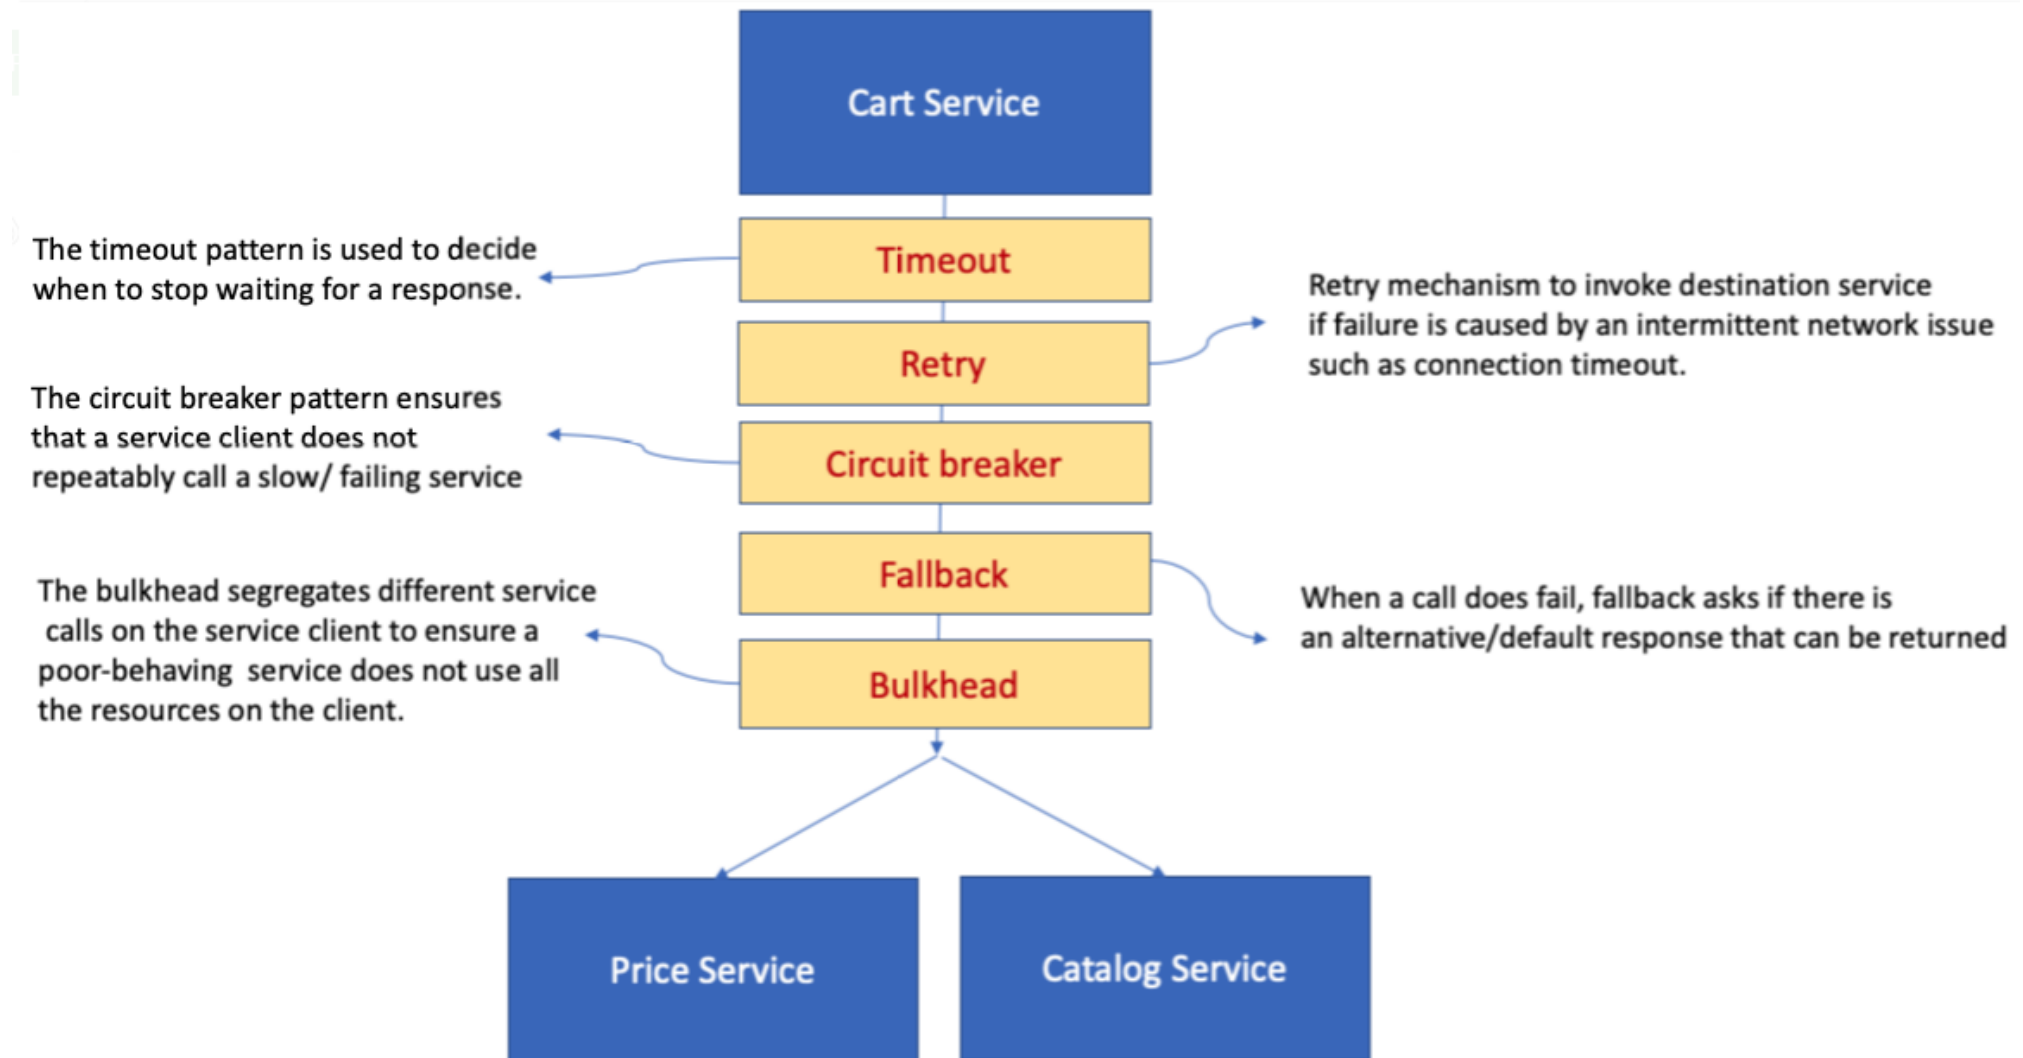 Cart Service
Timeout
The timeout pattern is used to decide
when to stop waiting for a response.
Retry
Retry mechanism to invoke destination service
if failure is caused by an intermittent network issue
such as connection timeout.
Circuit breaker
The circuit breaker pattern ensures
that a service client does not
repeatably call a slow/ failing service
Fallback
When a call does fail, fallback asks if there is
an alternative/default response that can be returned
Bulkhead
The bulkhead segregates different service
calls on the service client to ensure a
poor-behaving  service does not use all
the resources on the client.
Price Service
Catalog Service